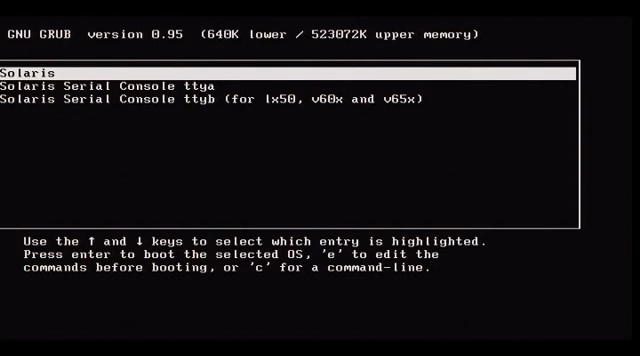 GNU GRUB version 0.95 (640K lower / 523072K upper memory)
Solaris
Solaris Serial Console ttya
Solaris Serial Console ttyb (for lx50, v60x and v65x)
Use the ↑ and ↓ keys to select which entry is highlighted.
Press enter to boot the selected OS, 'e' to edit the
commands before booting, or 'c' for a command-line.